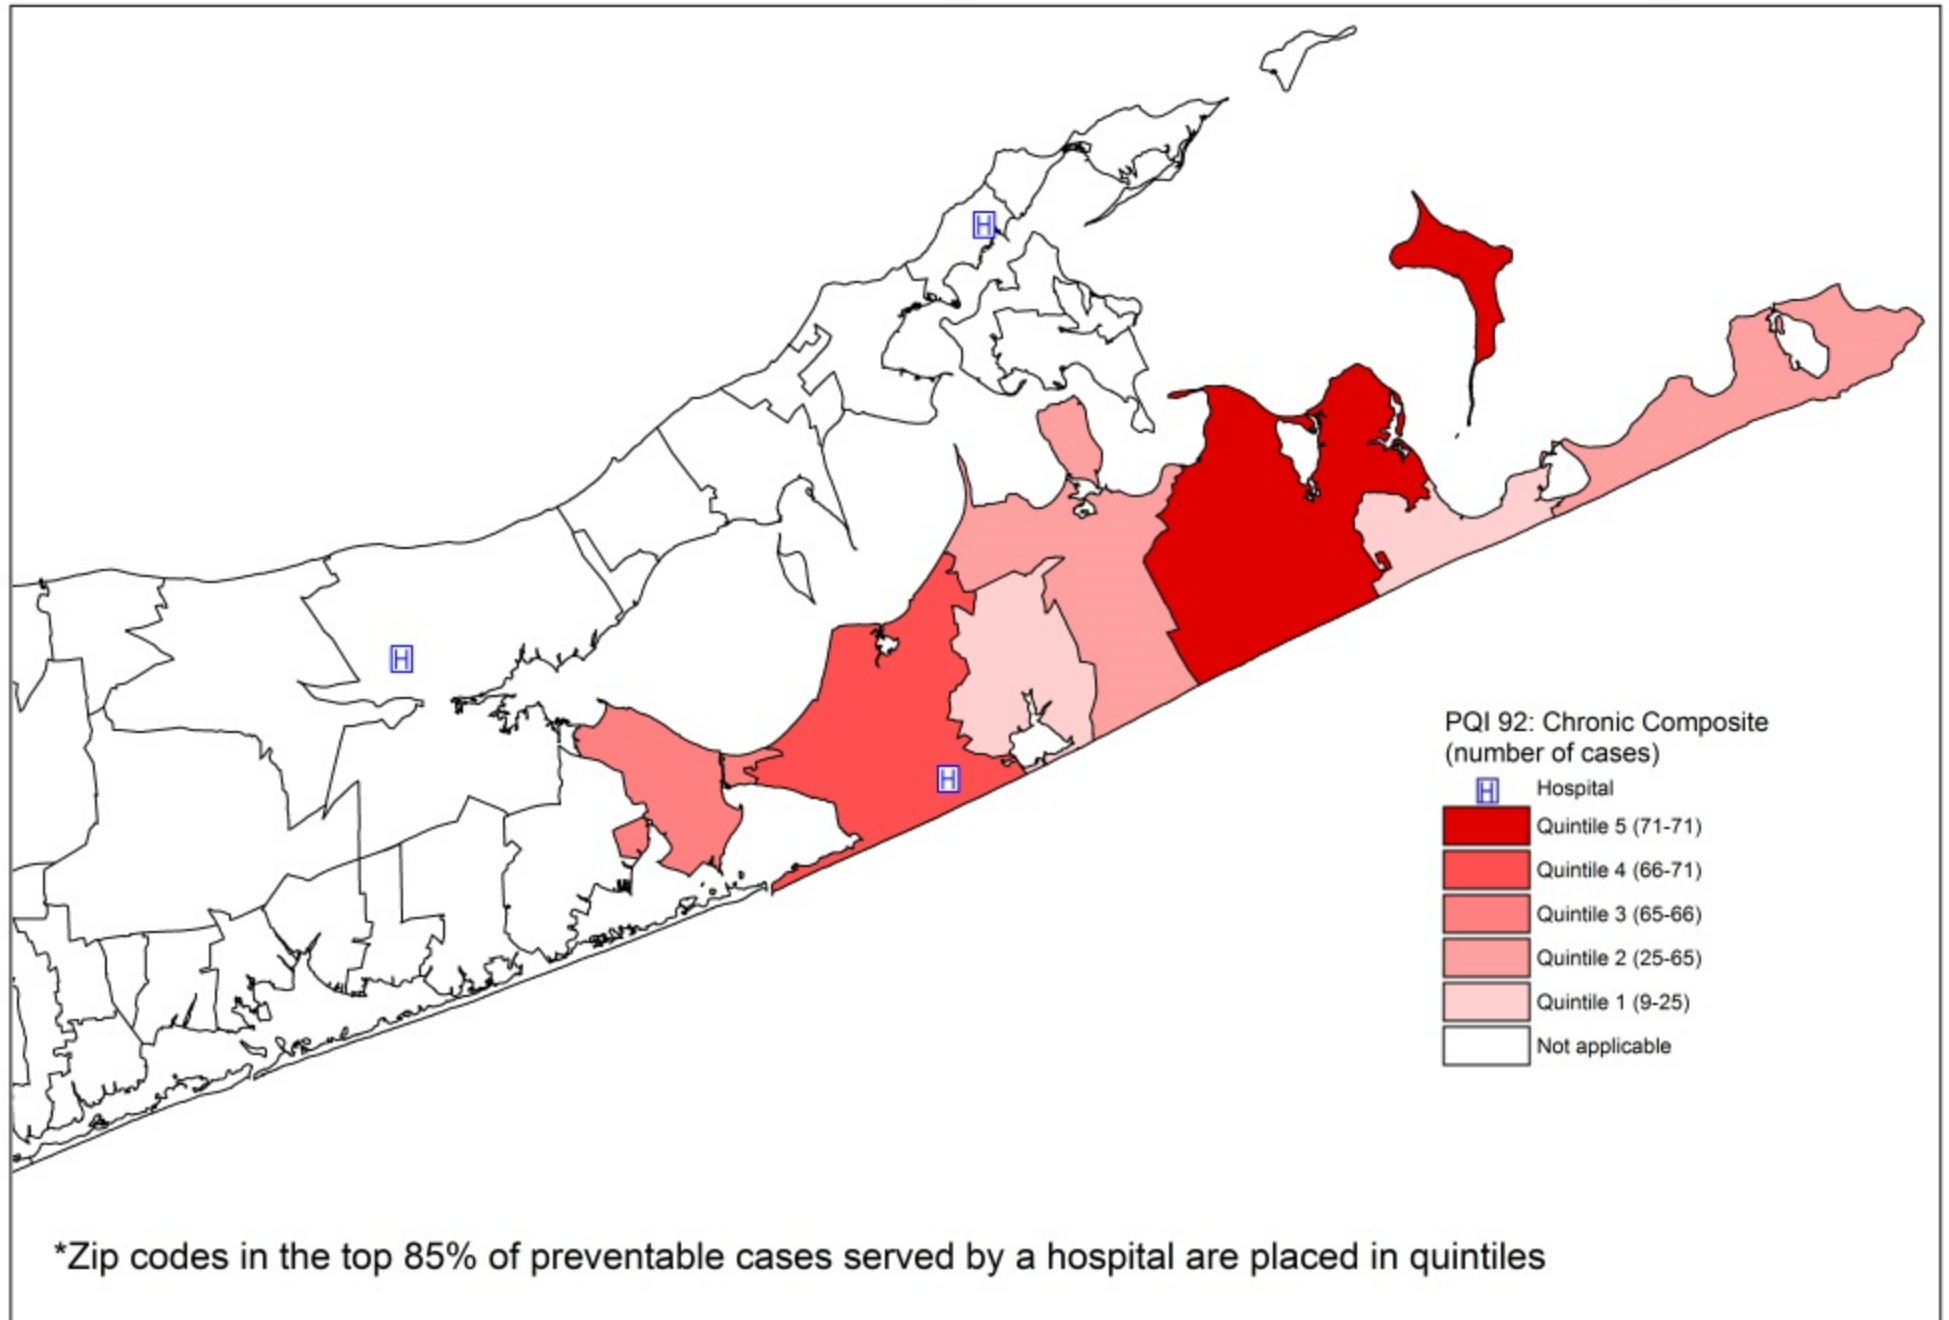 H
H
H
PQI 92: Chronic Composite
(number of cases)
H Hospital
Quintile 5 (71-71)
Quintile 4 (66-71)
Quintile 3 (65-66)
Quintile 2 (25-65)
Quintile 1 (9-25)
Not applicable
*Zip codes in the top 85% of preventable cases served by a hospital are placed in quintiles